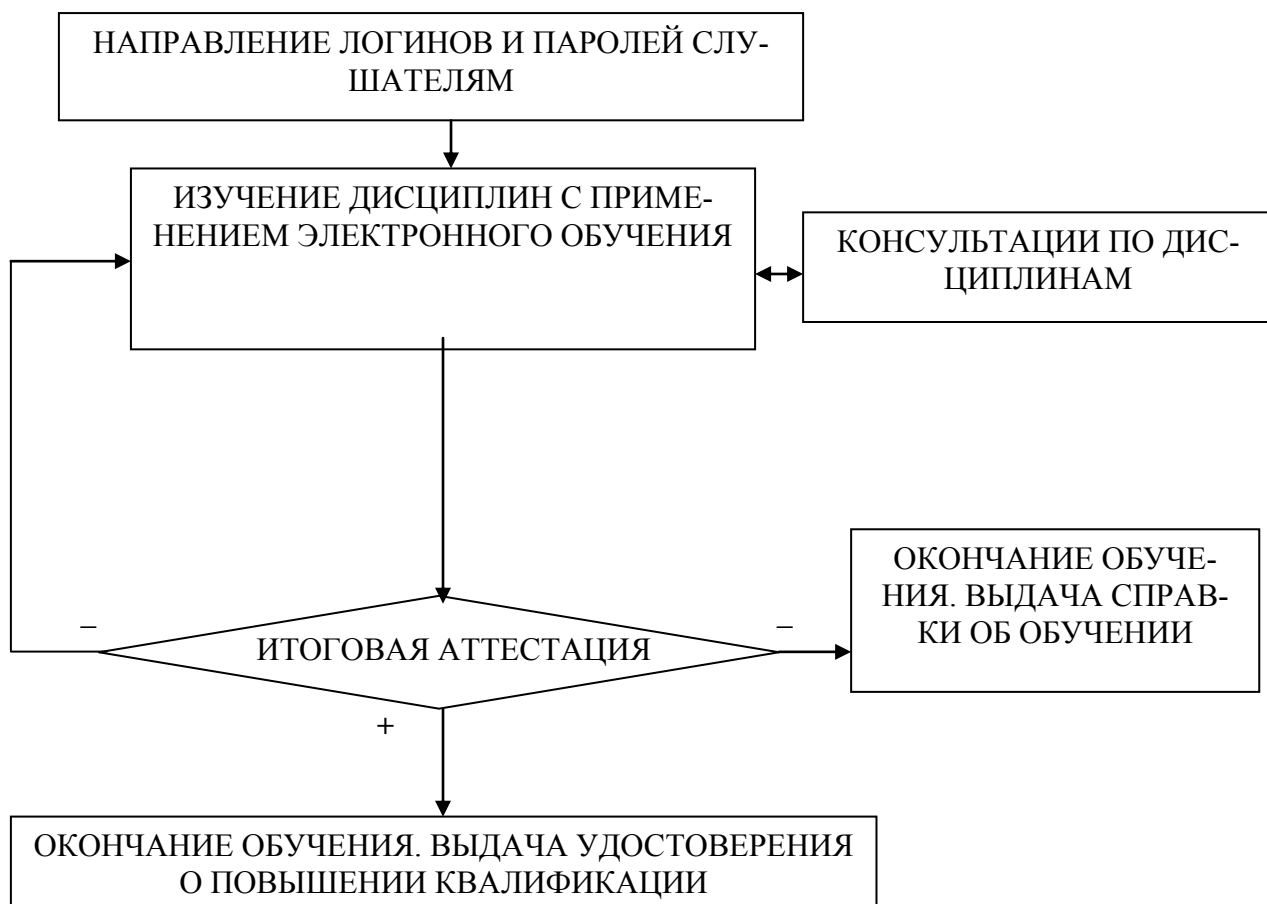 НАПРАВЛЕНИЕ ЛОГИНОВ И ПАРОЛЕЙ СЛУ-
ШАТЕЛЯМ
ИЗУЧЕНИЕ ДИСЦИПЛИН С ПРИМЕ-
НЕНИЕМ ЭЛЕКТРОННОГО ОБУЧЕНИЯ
КОНСУЛЬТАЦИИ ПО ДИС-
ЦИПЛИНАМ
ОКОНЧАНИЕ ОБУЧЕ-
НИЯ. ВЫДАЧА СПРАВ-
КИ ОБ ОБУЧЕНИИ
–
ИТОГОВАЯ АТТЕСТАЦИЯ
–
+
ОКОНЧАНИЕ ОБУЧЕНИЯ. ВЫДАЧА УДОСТОВЕРЕНИЯ
О ПОВЫШЕНИИ КВАЛИФИКАЦИИ